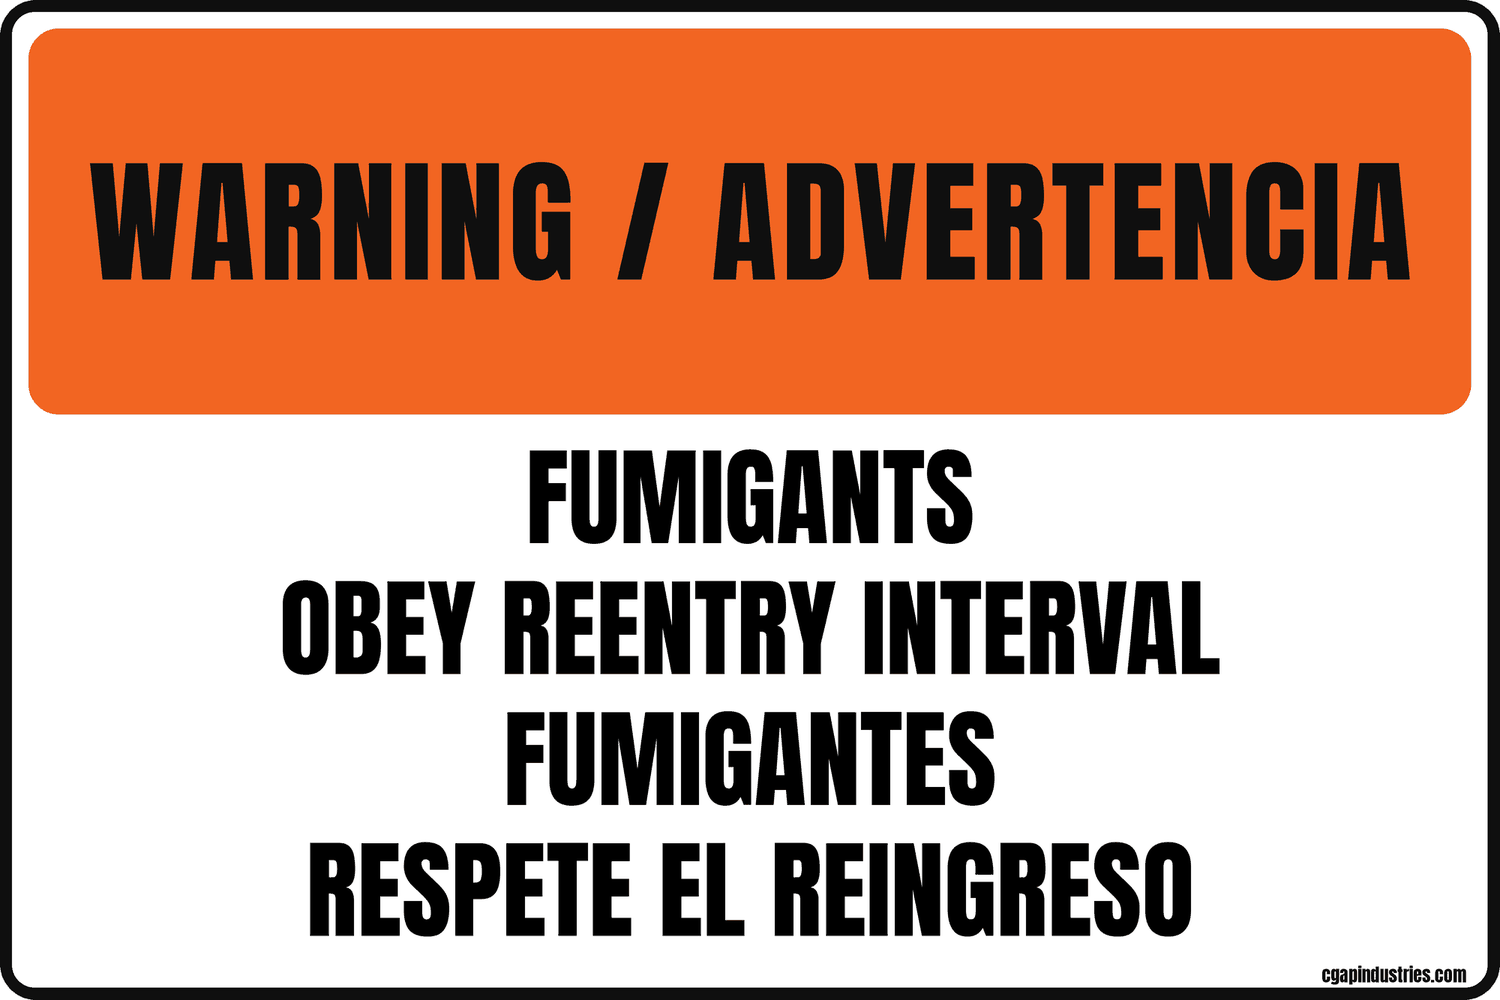 WARNING / ADVERTENCIA
FUMIGANTS
OBEY REENTRY INTERVAL
FUMIGANTES
RESPETE EL REINGRESO
cgapindustries.com